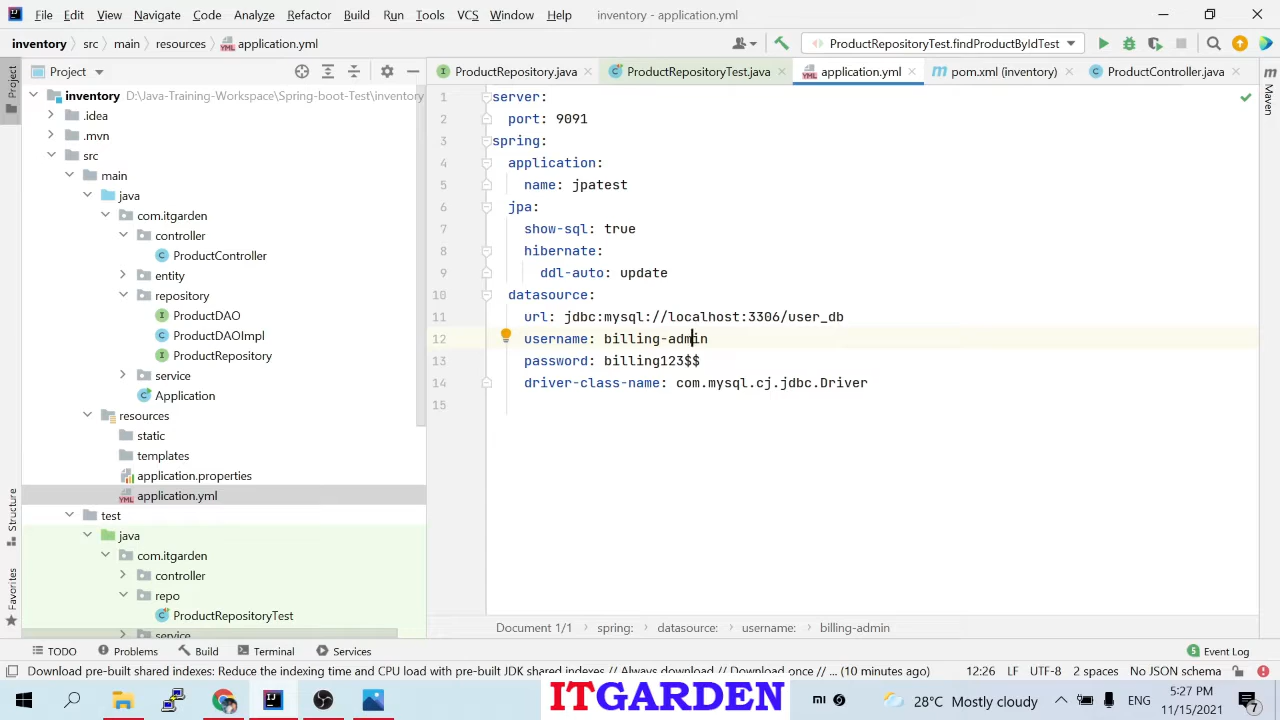 File Edit View Navigate Code Analyze Refactor Build Run Tools VCS Window Help inventory - application.yml
inventory src main resources application.yml ProductRepositoryTest.findProductByIdTest
Project
Project
ProductRepository.java ProductRepositoryTest.java application.yml pom.xml (inventory) ProductController.java
Maven
inventory D:\Java-Training-Workspace\Spring-boot-Test\inventory
.idea
.mvn
src
main
java
com.itgarden
controller
ProductController
entity
repository
ProductDAO
ProductDAOImpl
ProductRepository
service
Application
resources
static
templates
application.properties
application.yml
test
java
com.itgarden
controller
repo
ProductRepositoryTest
service
Structure
Favorites
1 server:
2 port: 9091
3 spring:
4 application:
5 name: jpatest
6 jpa:
7 show-sql: true
8 hibernate:
9 ddl-auto: update
10 datasource:
11 url: jdbc:mysql://localhost:3306/user_db
12 username: billing-admin
13 password: billing123$$
14 driver-class-name: com.mysql.cj.jdbc.Driver
15
Document 1/1 spring: datasource: username: billing-admin
TODO Problems Build Terminal Services 5 Event Log
Download pre-built shared indexes: Reduce the indexing time and CPU load with pre-built JDK shared indexes // Always download // Download once // ... (10 minutes ago) 12:26 LF UTF-8 2 spaces No JSON schema
ITGARDEN
28°C Mostly cloudy
5:27 PM
11/15/2021
7